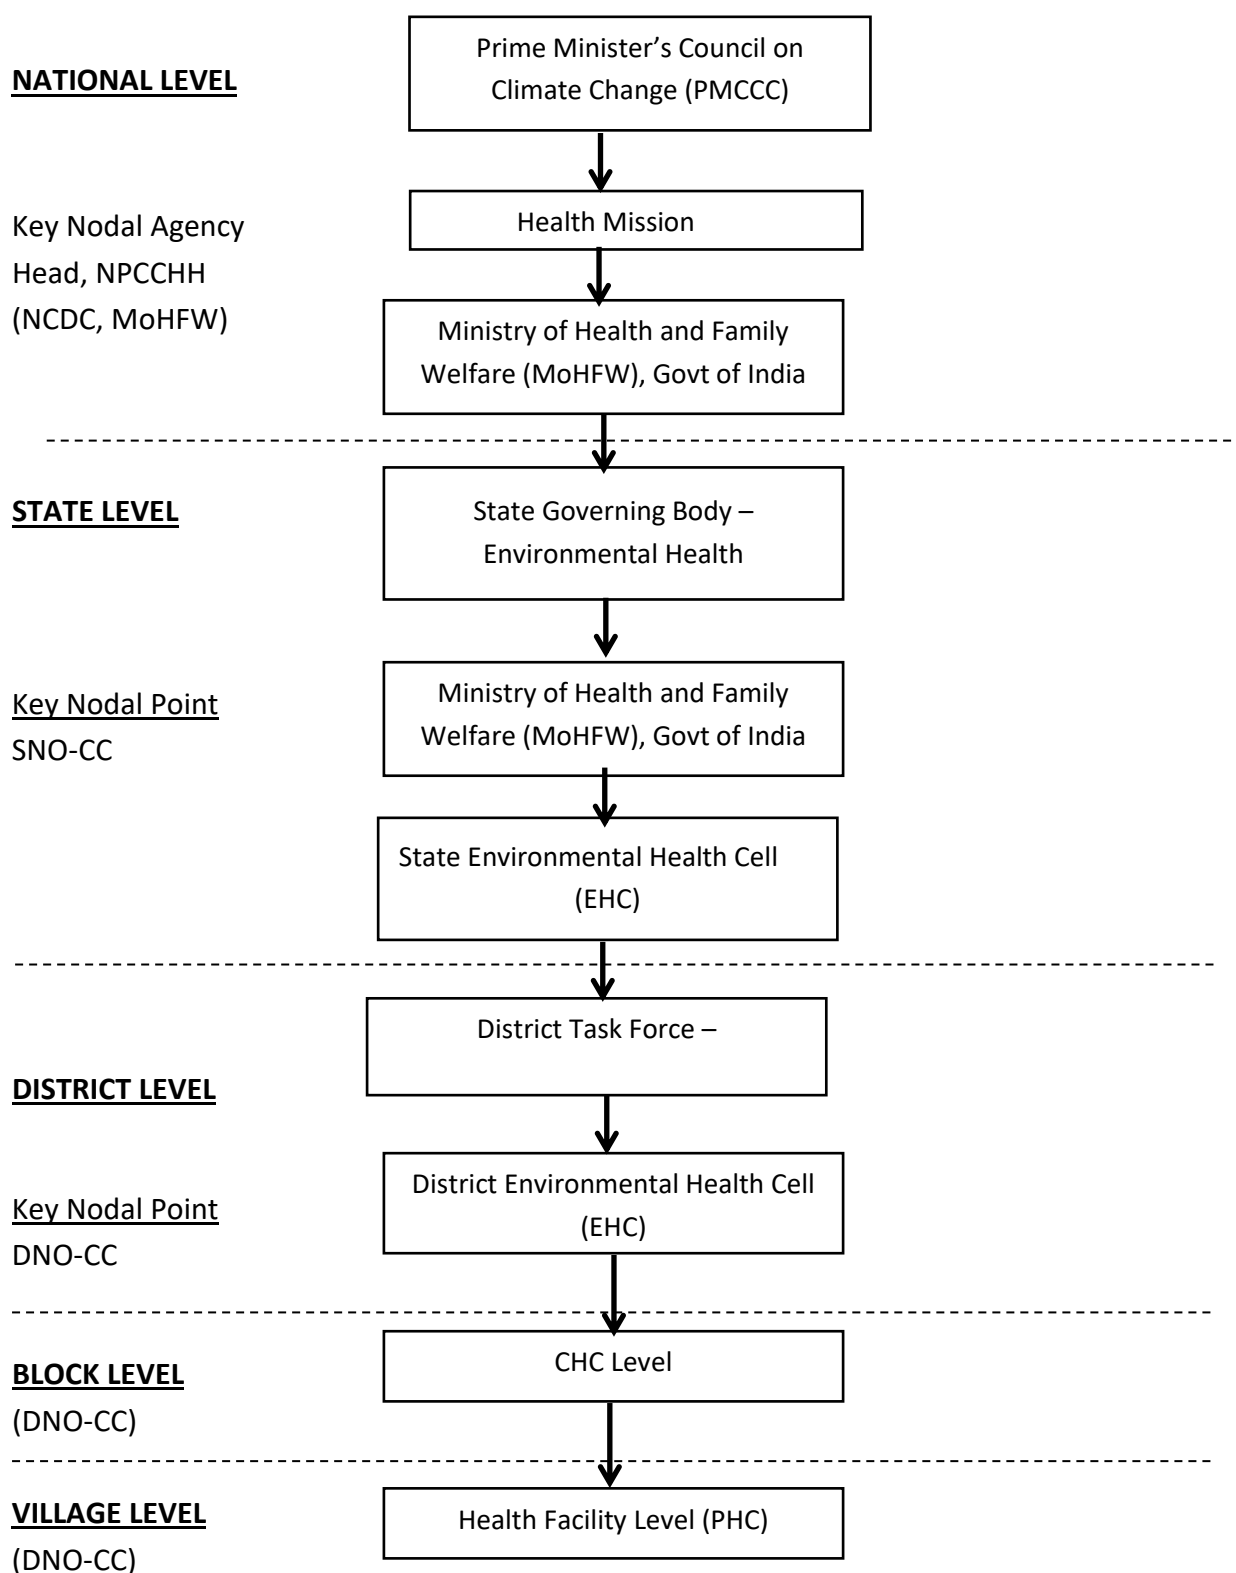 Prime Minister’s Council on
Climate Change (PMCCC)
NATIONAL LEVEL
Health Mission
Key Nodal Agency
Head, NPCCHH
(NCDC, MoHFW)
Ministry of Health and Family
Welfare (MoHFW), Govt of India
STATE LEVEL
State Governing Body –
Environmental Health
Key Nodal Point
SNO-CC
Ministry of Health and Family
Welfare (MoHFW), Govt of India
State Environmental Health Cell
(EHC)
District Task Force –
DISTRICT LEVEL
District Environmental Health Cell
(EHC)
Key Nodal Point
DNO-CC
CHC Level
BLOCK LEVEL
(DNO-CC)
VILLAGE LEVEL
(DNO-CC)
Health Facility Level (PHC)